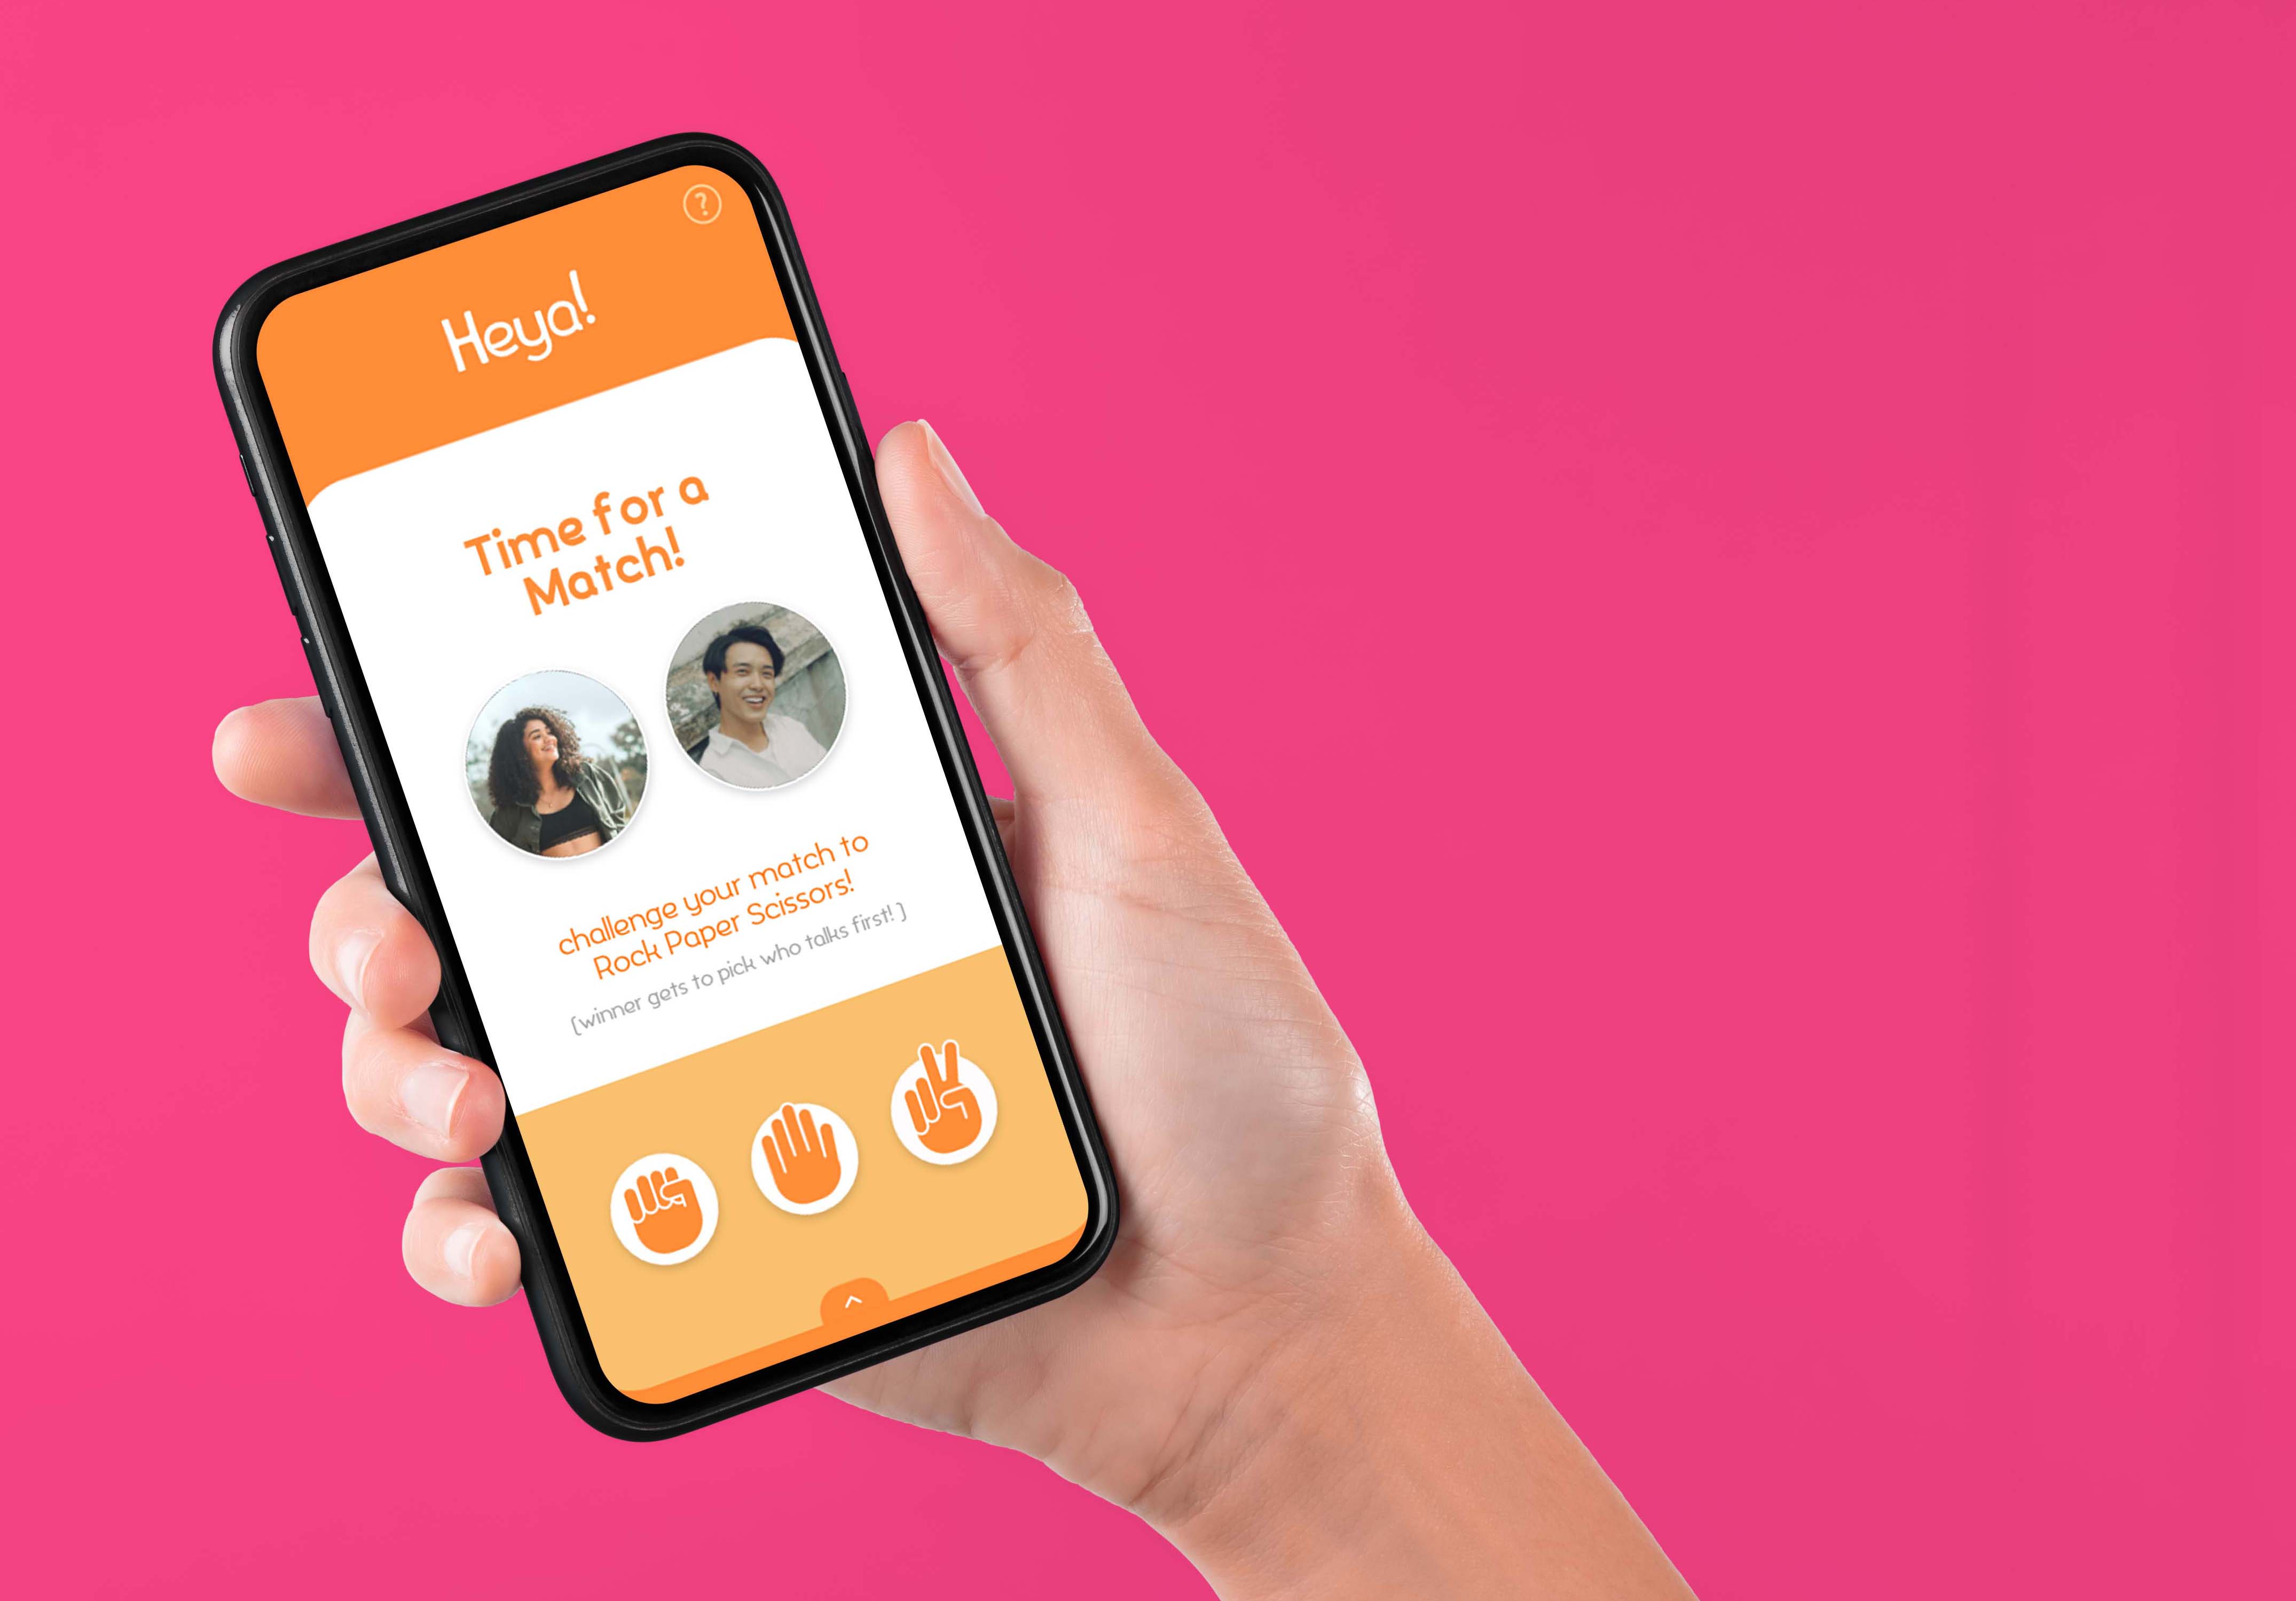 ?
Heya!
Time for a
Match!
challenge your match to
Rock Paper Scissors!
(winner gets to pick who talks first! )